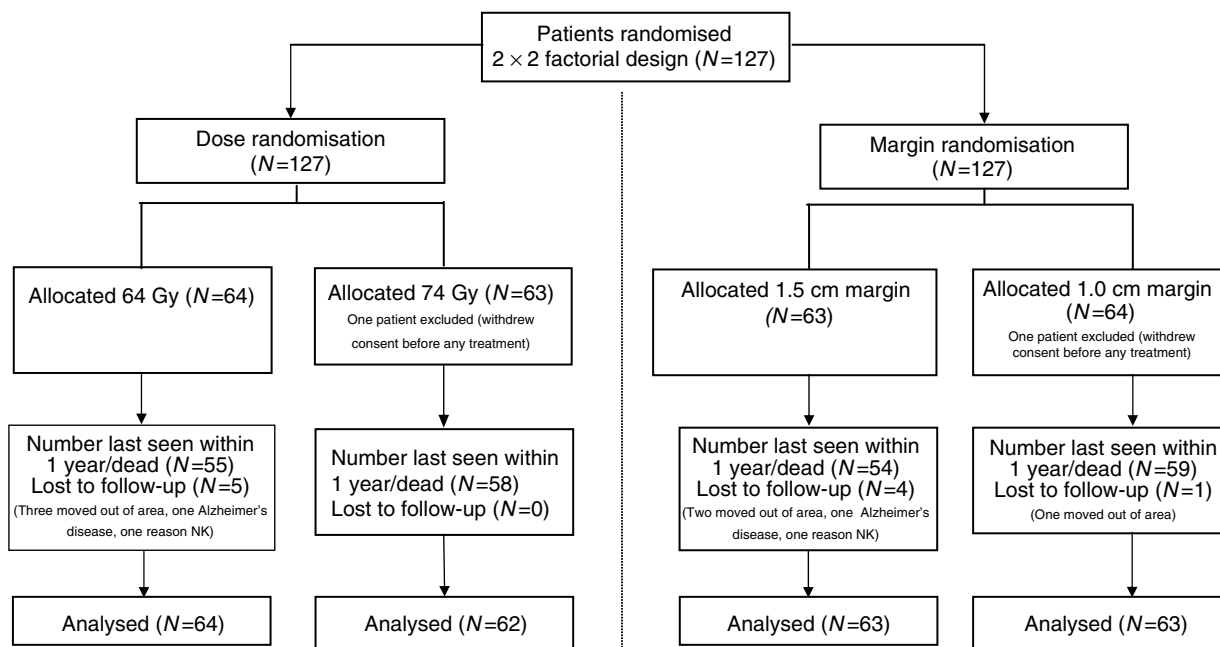 Patients randomised
2 × 2 factorial design (N=127)
Dose randomisation
(N=127)
Margin randomisation
(N=127)
Allocated 64 Gy (N=64)
Allocated 74 Gy (N=63)
One patient excluded (withdrew
consent before any treatment)
Allocated 1.5 cm margin
(N=63)
Allocated 1.0 cm margin
(N=64)
One patient excluded (withdrew
consent before any treatment)
Number last seen within
1 year/dead (N=55)
Lost to follow-up (N=5)
(Three moved out of area, one Alzheimer's
disease, one reason NK)
Number last seen within
1 year/dead (N=58)
Lost to follow-up (N=0)
Number last seen within
1 year/dead (N=54)
Lost to follow-up (N=4)
(Two moved out of area, one Alzheimer's
disease, one reason NK)
Number last seen within
1 year/dead (N=59)
Lost to follow-up (N=1)
(One moved out of area)
Analysed (N=64)
Analysed (N=62)
Analysed (N=63)
Analysed (N=63)